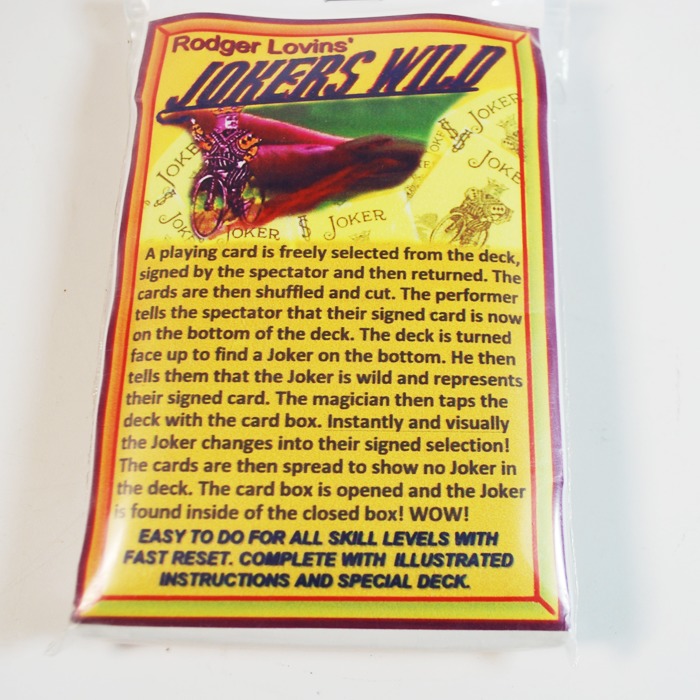 Rodger Lovins'
JOKERS WILD
JOKER
JOKE
JOKE
JOK
JOKER
JOKER
A playing card is freely selected from the deck,
signed by the spectator and then returned. The
cards are then shuffled and cut. The performer
tells the spectator that their signed card is now
on the bottom of the deck. The deck is turned
face up to find a Joker on the bottom. He then
tells them that the Joker is wild and represents
their signed card. The magician then taps the
deck with the card box. Instantly and visually
the Joker changes into their signed selection!
The cards are then spread to show no Joker in
the deck. The card box is opened and the Joker
is found inside of the closed box! WOW!
EASY TO DO FOR ALL SKILL LEVELS WITH
FAST RESET. COMPLETE WITH ILLUSTRATED
INSTRUCTIONS AND SPECIAL DECK.